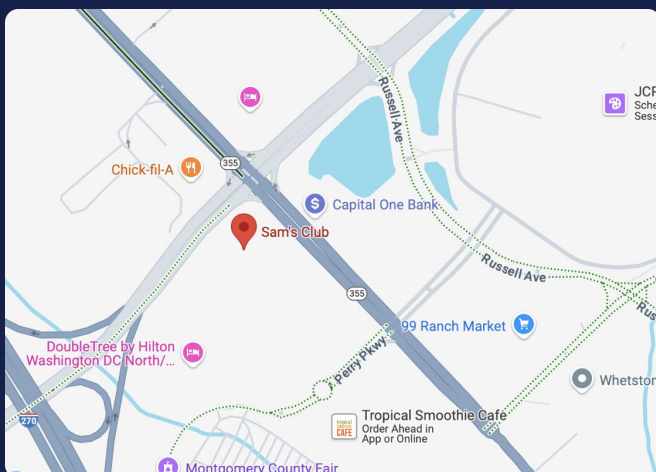 JCP
Sche
Sess
Russell Ave
355
Chick-fil-A
Capital One Bank
Sam's Club
Russell Ave
355
99 Ranch Market
Rus
DoubleTree by Hilton
Washington DC North/...
Perry Pkwy
Whetston
270
Tropical Smoothie Cafe
Order Ahead in
App or Online
Montgomery County Fair